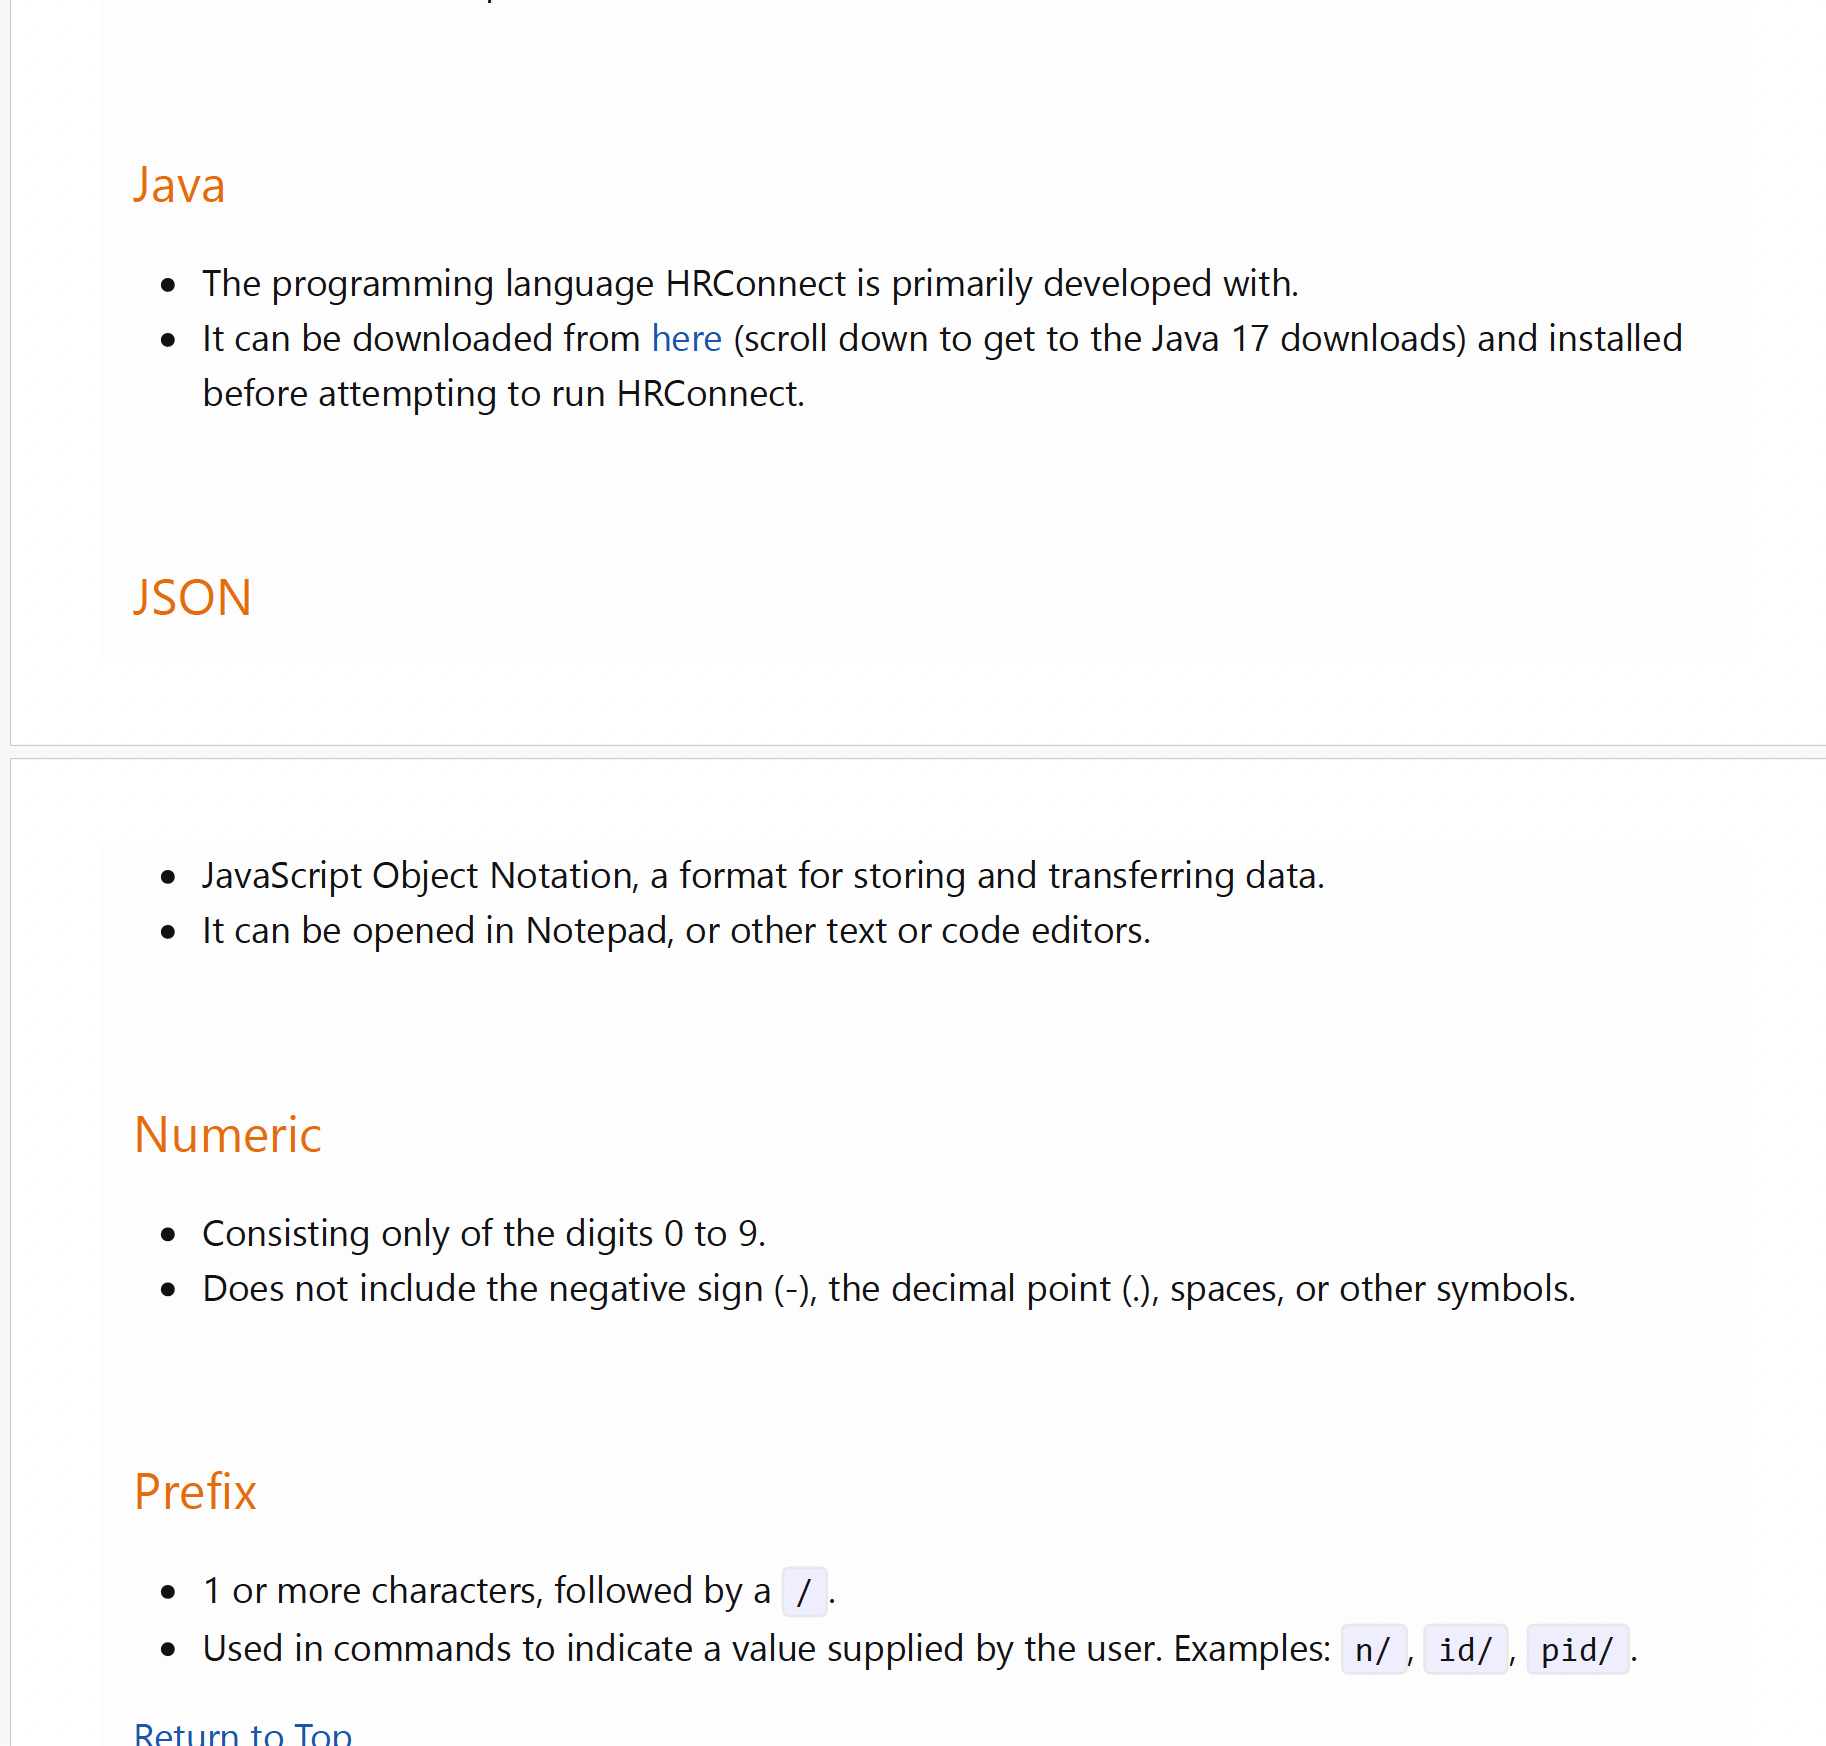 Java
The programming language HRConnect is primarily developed with.
It can be downloaded from here (scroll down to get to the Java 17 downloads) and installed
before attempting to run HRConnect.
JSON
JavaScript Object Notation, a format for storing and transferring data.
It can be opened in Notepad, or other text or code editors.
Numeric
Consisting only of the digits 0 to 9.
Does not include the negative sign (-), the decimal point (.), spaces, or other symbols.
Prefix
1 or more characters, followed by a /.
Used in commands to indicate a value supplied by the user. Examples: n/, id/, pid/.
Return to Top